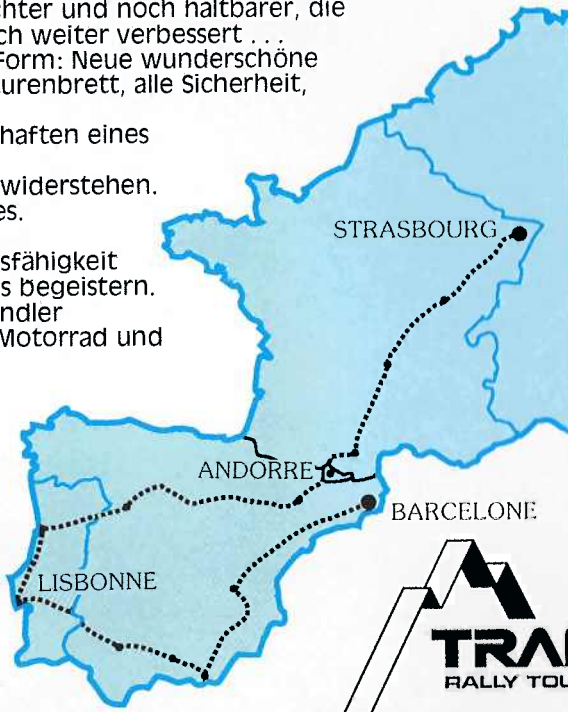 hter und noch haltbarer, die
ch weiter verbessert . . .
Form: Neue wunderschöne
urenbrett, alle Sicherheit,
haften eines
widerstehen.
es.
sfähigkeit
s begeistern.
ndler
Motorrad und
STRASBOURG
ANDORRE
BARCELONE
LISBONNE
TRA
RALLY TOU